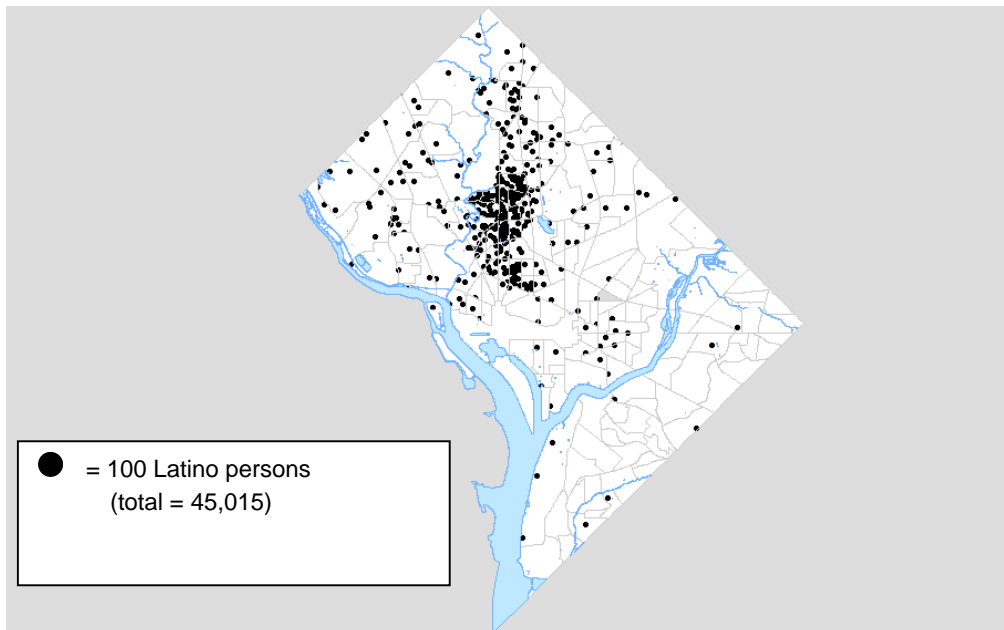 = 100 Latino persons
(total = 45,015)